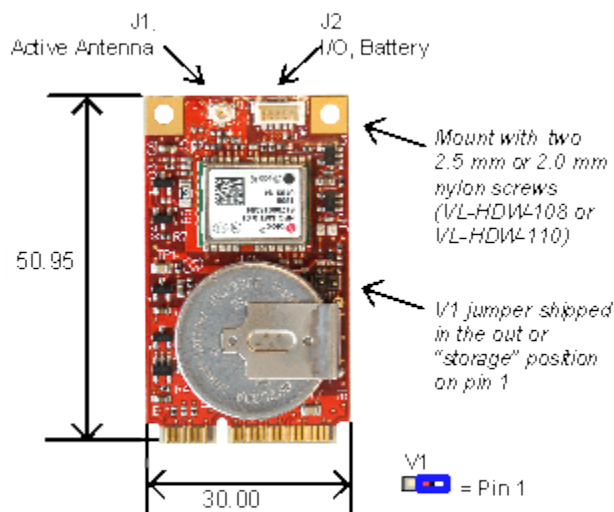 J1,
Active Antenna
J2
I/O, Battery
Mount with two
2.5 mm or 2.0 mm
nylon screws
(VL-HDW-108 or
VL-HDW-110)
50.95
V1 jumper shipped
in the out or
"storage" position
on pin 1
V1
= Pin 1
30.00